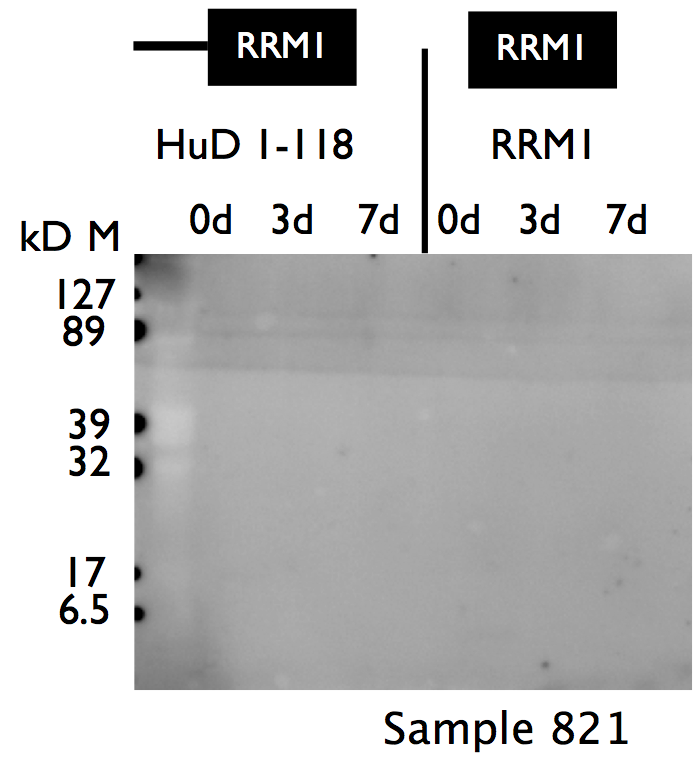 RRM1 RRM1
HuD 1-118 RRM1
0d 3d 7d 0d 3d 7d
kD M
127
89
39
32
17
6.5
Sample 821